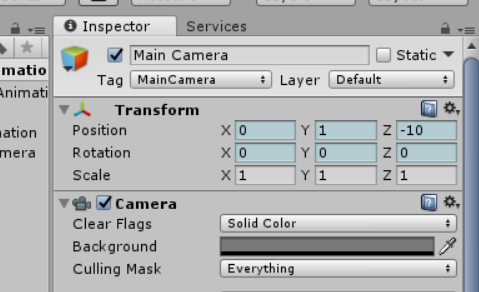 Inspector Services
Main Camera Static
Tag MainCamera Layer Default
Transform
Position X 0 Y 1 Z -10
Rotation X 0 Y 0 Z 0
Scale X 1 Y 1 Z 1
Camera
Clear Flags Solid Color
Background
Culling Mask Everything
matio
Animati
nation
mera